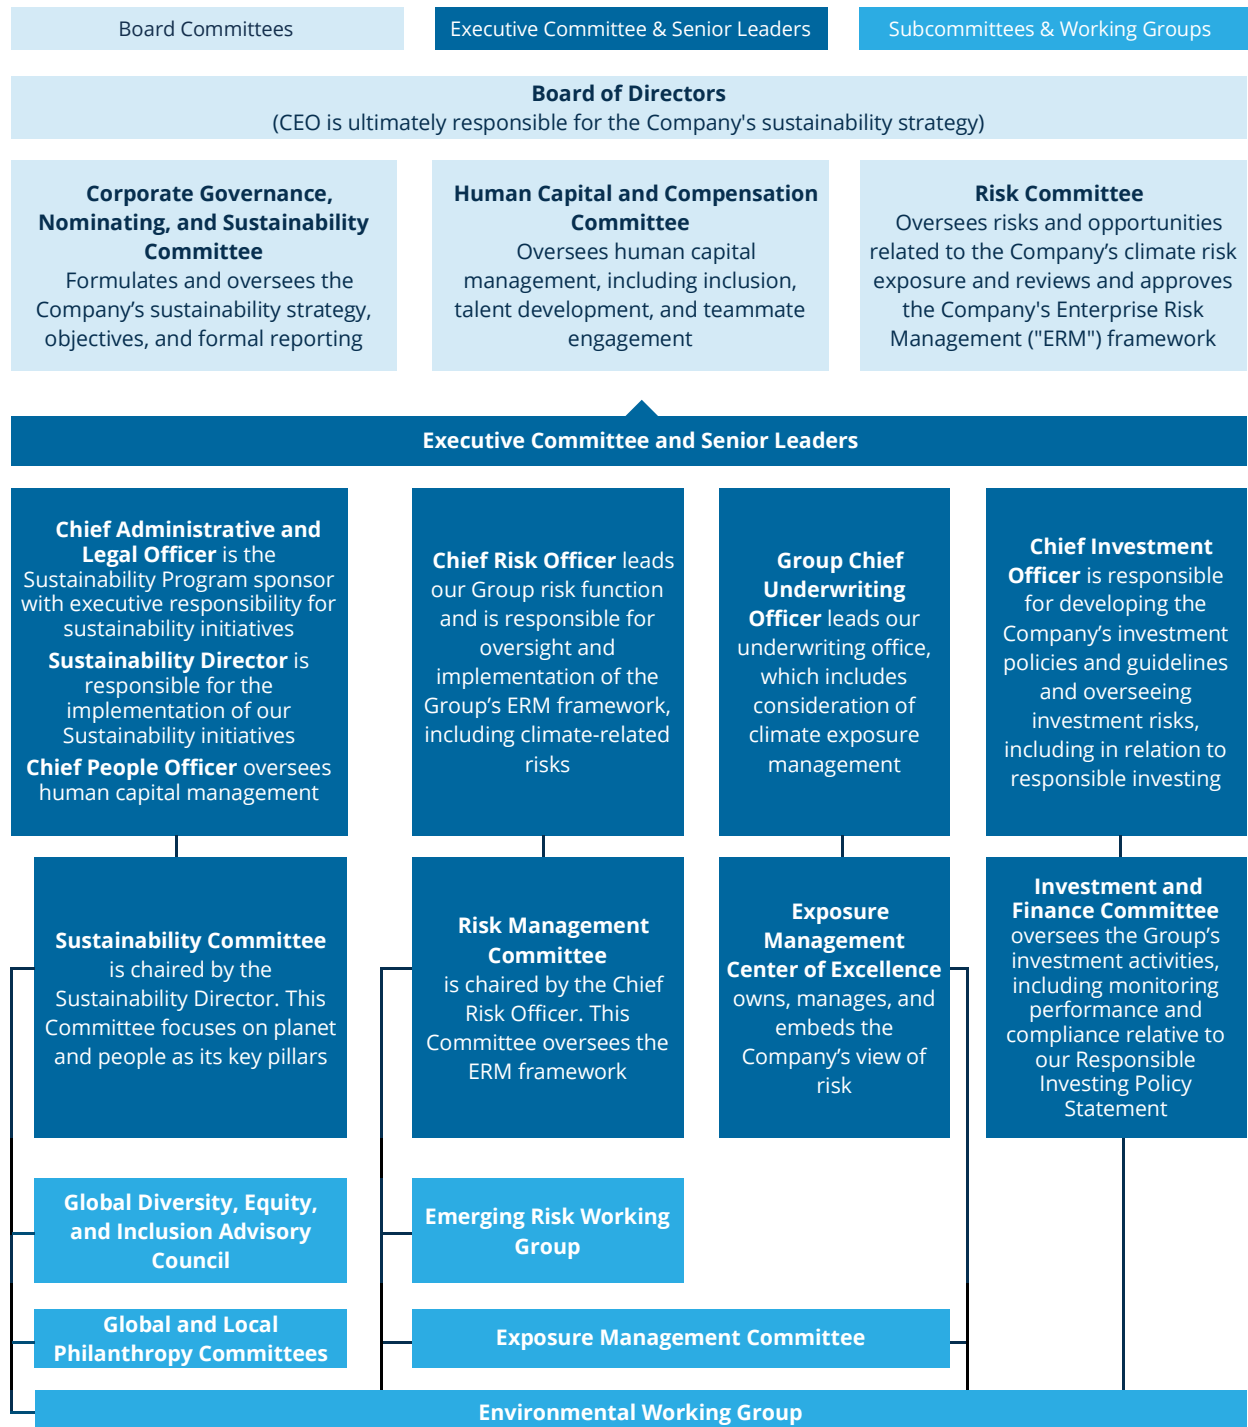 Board Committees
Executive Committee & Senior Leaders
Subcommittees & Working Groups
Board of Directors
(CEO is ultimately responsible for the Company's sustainability strategy)
Corporate Governance,
Nominating, and Sustainability
Committee
Formulates and oversees the
Company’s sustainability strategy,
objectives, and formal reporting
Human Capital and Compensation
Committee
Oversees human capital
management, including inclusion,
talent development, and teammate
engagement
Risk Committee
Oversees risks and opportunities
related to the Company’s climate risk
exposure and reviews and approves
the Company's Enterprise Risk
Management ("ERM") framework
Executive Committee and Senior Leaders
Chief Administrative and
Legal Officer is the
Sustainability Program sponsor
with executive responsibility for
sustainability initiatives
Sustainability Director is
responsible for the
implementation of our
Sustainability initiatives
Chief People Officer oversees
human capital management
Chief Risk Officer leads
our Group risk function
and is responsible for
oversight and
implementation of the
Group’s ERM framework,
including climate-related
risks
Group Chief
Underwriting
Officer leads our
underwriting office,
which includes
consideration of
climate exposure
management
Chief Investment
Officer is responsible
for developing the
Company’s investment
policies and guidelines
and overseeing
investment risks,
including in relation to
responsible investing
Sustainability Committee
is chaired by the
Sustainability Director. This
Committee focuses on planet
and people as its key pillars
Risk Management
Committee
is chaired by the Chief
Risk Officer. This
Committee oversees the
ERM framework
Exposure
Management
Center of Excellence
owns, manages, and
embeds the
Company’s view of
risk
Investment and
Finance Committee
oversees the Group’s
investment activities,
including monitoring
performance and
compliance relative to
our Responsible
Investing Policy
Statement
Global Diversity, Equity,
and Inclusion Advisory
Council
Emerging Risk Working
Group
Global and Local
Philanthropy Committees
Exposure Management Committee
Environmental Working Group